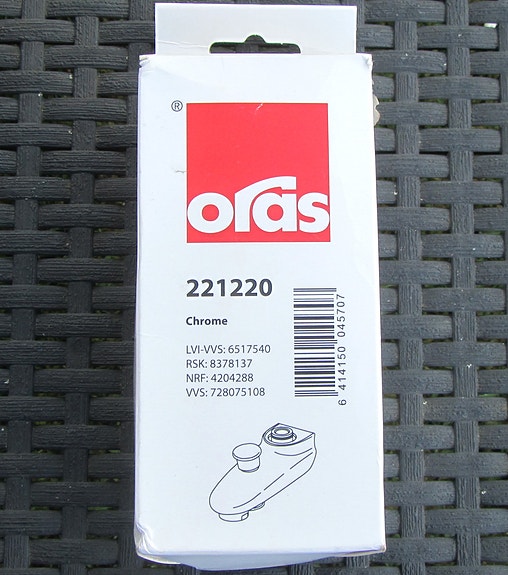 ®
oras
221220
Chrome
LVI-VVS: 6517540
RSK: 8378137
NRF: 4204288
VVS: 728075108
6 414150 045707